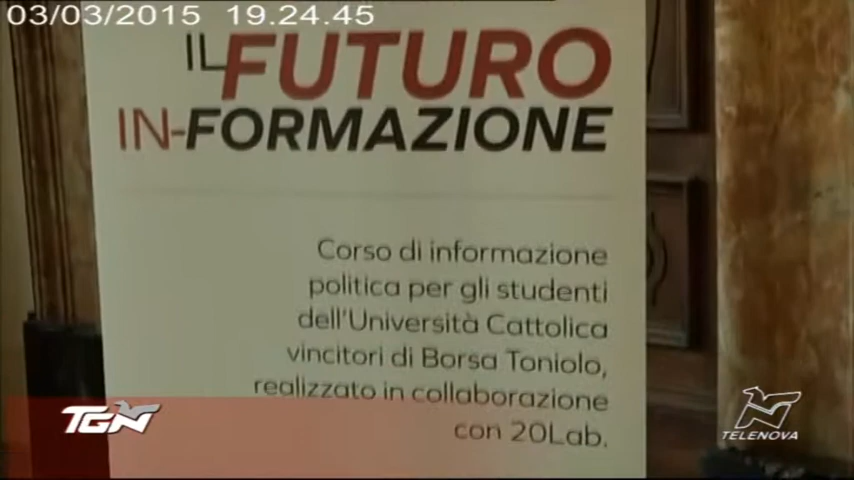 03/03/2015 19.24.45
IL FUTURO
IN-FORMAZIONE
Corso di informazione
politica per gli studenti
dell'Università Cattolica
vincitori di Borsa Toniolo,
realizzato in collaborazione
con 20Lab.
TGN
TELENOVA